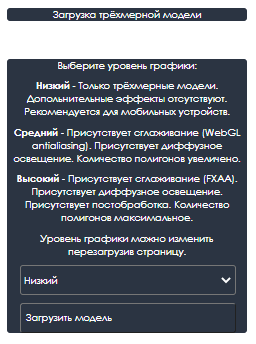 Загрузка трёхмерной модели
Выберите уровень графики:
Низкий - Только трёхмерные модели.
Дополнительные эффекты отсутствуют.
Рекомендуется для мобильных устройств.
Средний - Присутствует сглаживание (WebGL
antialiasing). Присутствует диффузное
освещение. Количество полигонов увеличено.
Высокий - Присутствует сглаживание (FXAA).
Присутствует диффузное освещение.
Присутствует постобработка. Количество
полигонов максимальное.
Уровень графики мажно изменить
перезагрузив страницу.
Низкий
Загрузить модель